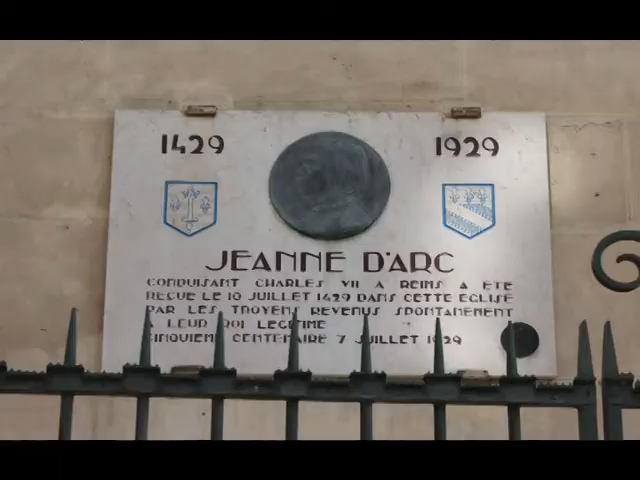 1429 1929
JEANNE D'ARC
CONDUISANT CHARLES VII A REIMS A ETE
REÇUE LE 10 JUILLET 1429 DANS CETTE EGLISE
PAR LES TROYENS REVENUS SPONTANEMENT
A LEUR ROI LEGITIME
CINQUIEME CENTENAIRE 7 JUILLET 1929